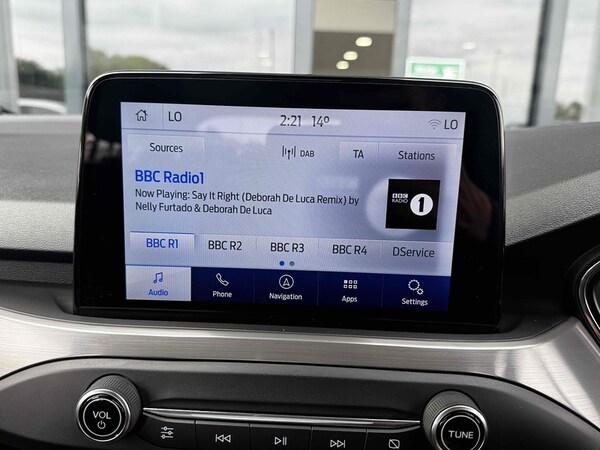 LO 2:21 14° LO
Sources DAB TA Stations
BBC Radio1
Now Playing: Say It Right (Deborah De Luca Remix) by
Nelly Furtado & Deborah De Luca
BBC
RADIO
1
BBC R1 BBC R2 BBC R3 BBC R4 DService
Audio Phone Navigation Apps Settings
VOL TUNE